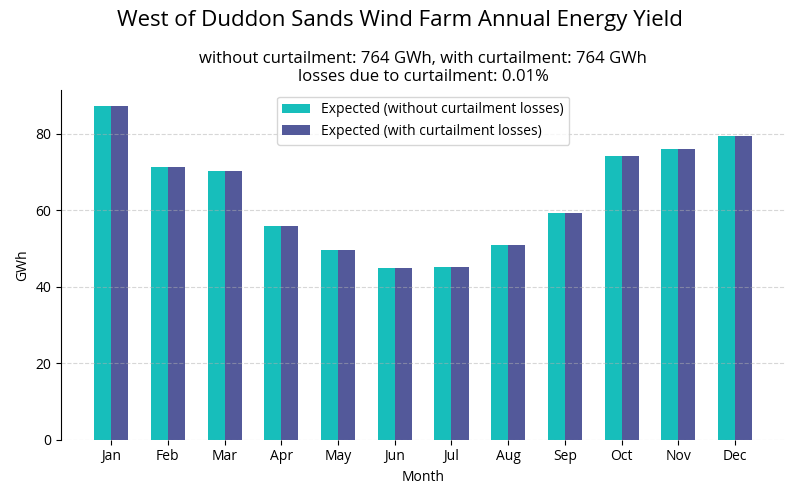 West of Duddon Sands Wind Farm Annual Energy Yield
without curtailment: 764 GWh, with curtailment: 764 GWh
losses due to curtailment: 0.01%
Expected (without curtailment losses)
Expected (with curtailment losses)
80
60
40
20
0
GWh
Jan Feb Mar Apr May Jun Jul Aug Sep Oct Nov Dec
Month